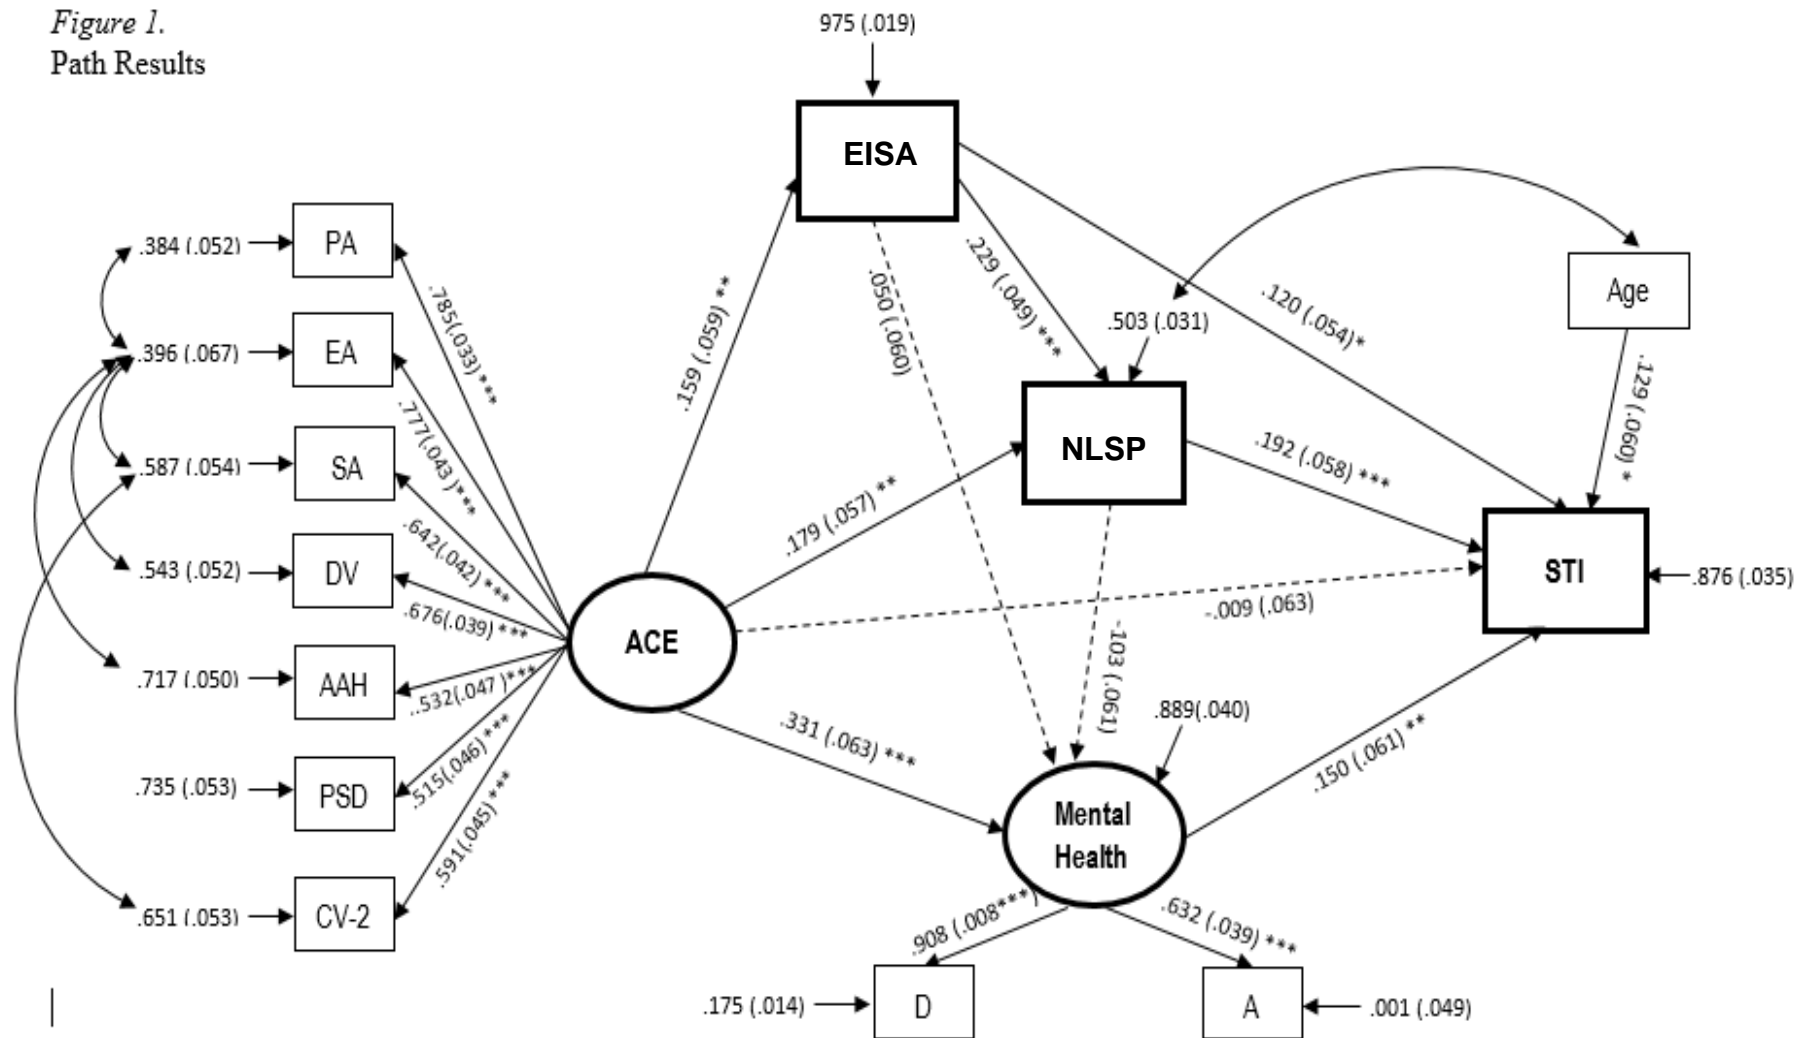 Figure 1.
Path Results
975 (.019)
EISA
.384 (.052)
PA
.785(.033)***
.159 (.059) **
.050 (.060)
.229 (.049) ***
.503 (.031)
.120 (.054)*
Age
.129 (.060) *
.396 (.067)
EA
.777(.043 )***
NLSP
.179 (.057) **
.192 (.058) ***
.587 (.054)
SA
.642(.042) ***
.543 (.052)
DV
.676(.039) ***
STI
.876 (.035)
-.009 (.063)
ACE
.717 (.050)
AAH
..532(.047 )***
-103 (.061)
.889(.040)
.331 (.063) ***
.735 (.053)
PSD
.515(.046) ***
.150 (.061) **
Mental
Health
.651 (.053)
CV-2
.591(.045) ***
.908 (.008***)
.632 (.039) ***
.175 (.014)
D
A
.001 (.049)